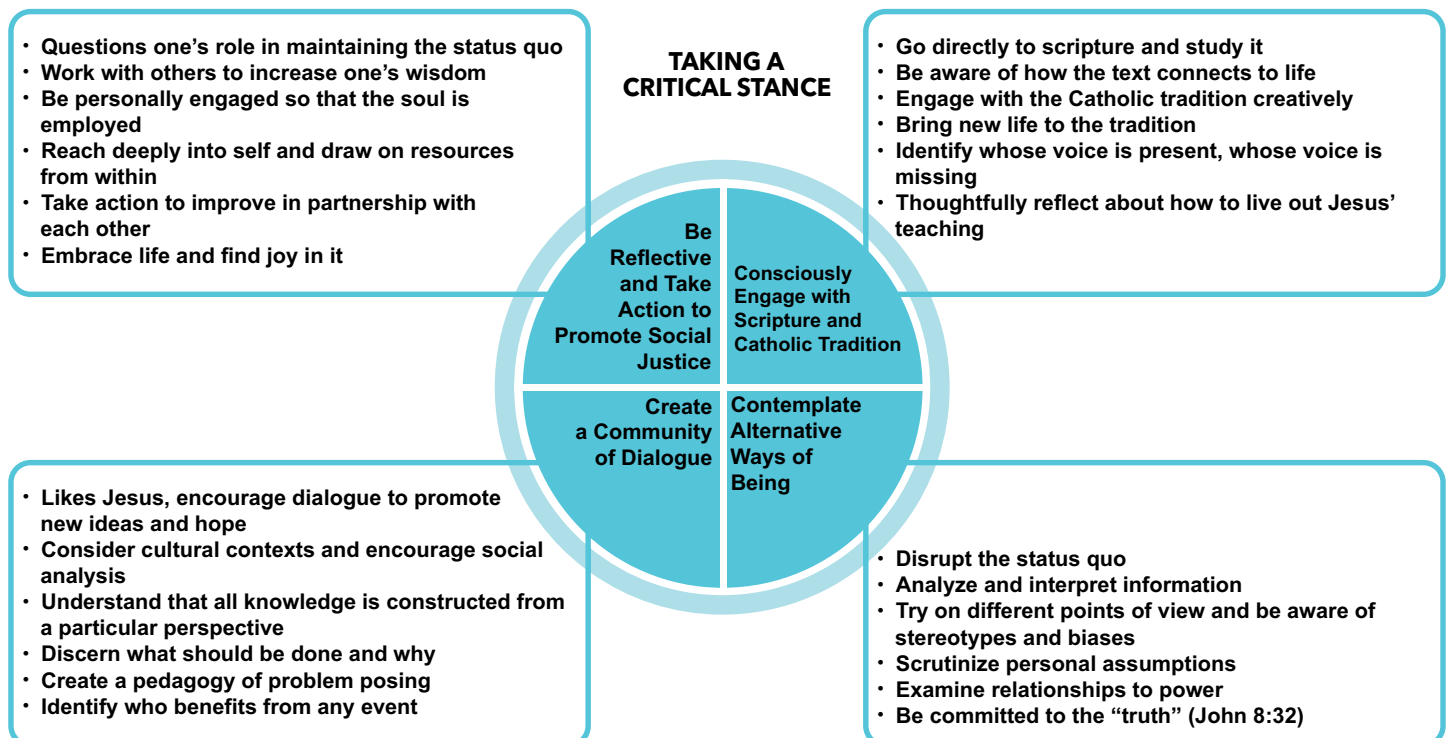 TAKING A
CRITICAL STANCE
• Questions one’s role in maintaining the status quo
• Work with others to increase one’s wisdom
• Be personally engaged so that the soul is
employed
• Reach deeply into self and draw on resources
from within
• Take action to improve in partnership with
each other
• Embrace life and find joy in it
• Go directly to scripture and study it
• Be aware of how the text connects to life
• Engage with the Catholic tradition creatively
• Bring new life to the tradition
• Identify whose voice is present, whose voice is
missing
• Thoughtfully reflect about how to live out Jesus’
teaching
Be
Reflective
and Take
Action to
Promote Social
Justice
Consciously
Engage with
Scripture and
Catholic Tradition
Create
a Community
of Dialogue
Contemplate
Alternative
Ways of
Being
• Likes Jesus, encourage dialogue to promote
new ideas and hope
• Consider cultural contexts and encourage social
analysis
• Understand that all knowledge is constructed from
a particular perspective
• Discern what should be done and why
• Create a pedagogy of problem posing
• Identify who benefits from any event
• Disrupt the status quo
• Analyze and interpret information
• Try on different points of view and be aware of
stereotypes and biases
• Scrutinize personal assumptions
• Examine relationships to power
• Be committed to the “truth” (John 8:32)